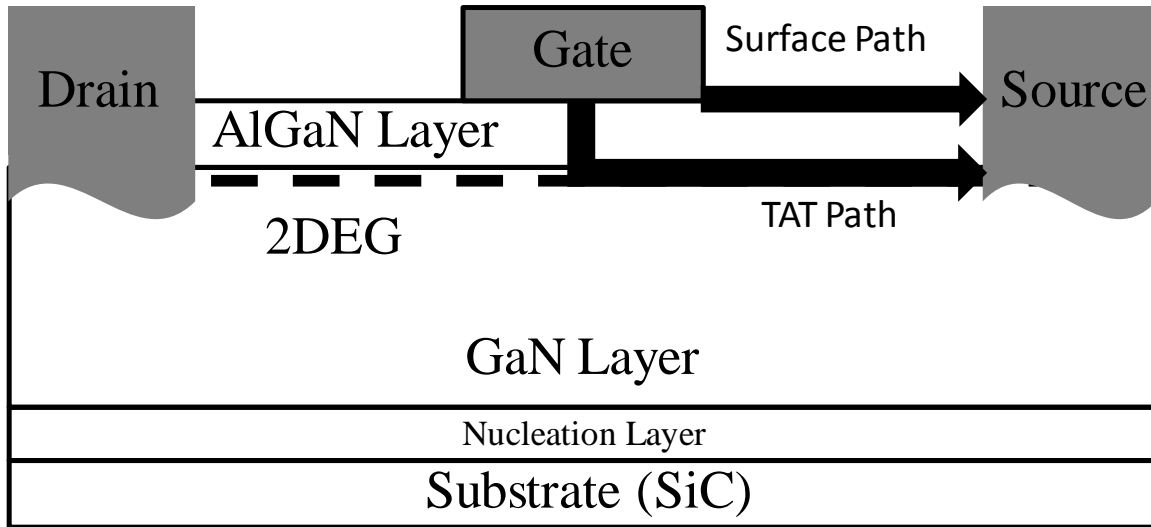 Drain
Gate
Surface Path
Source
AlGaN Layer
TAT Path
2DEG
GaN Layer
Nucleation Layer
Substrate (SiC)